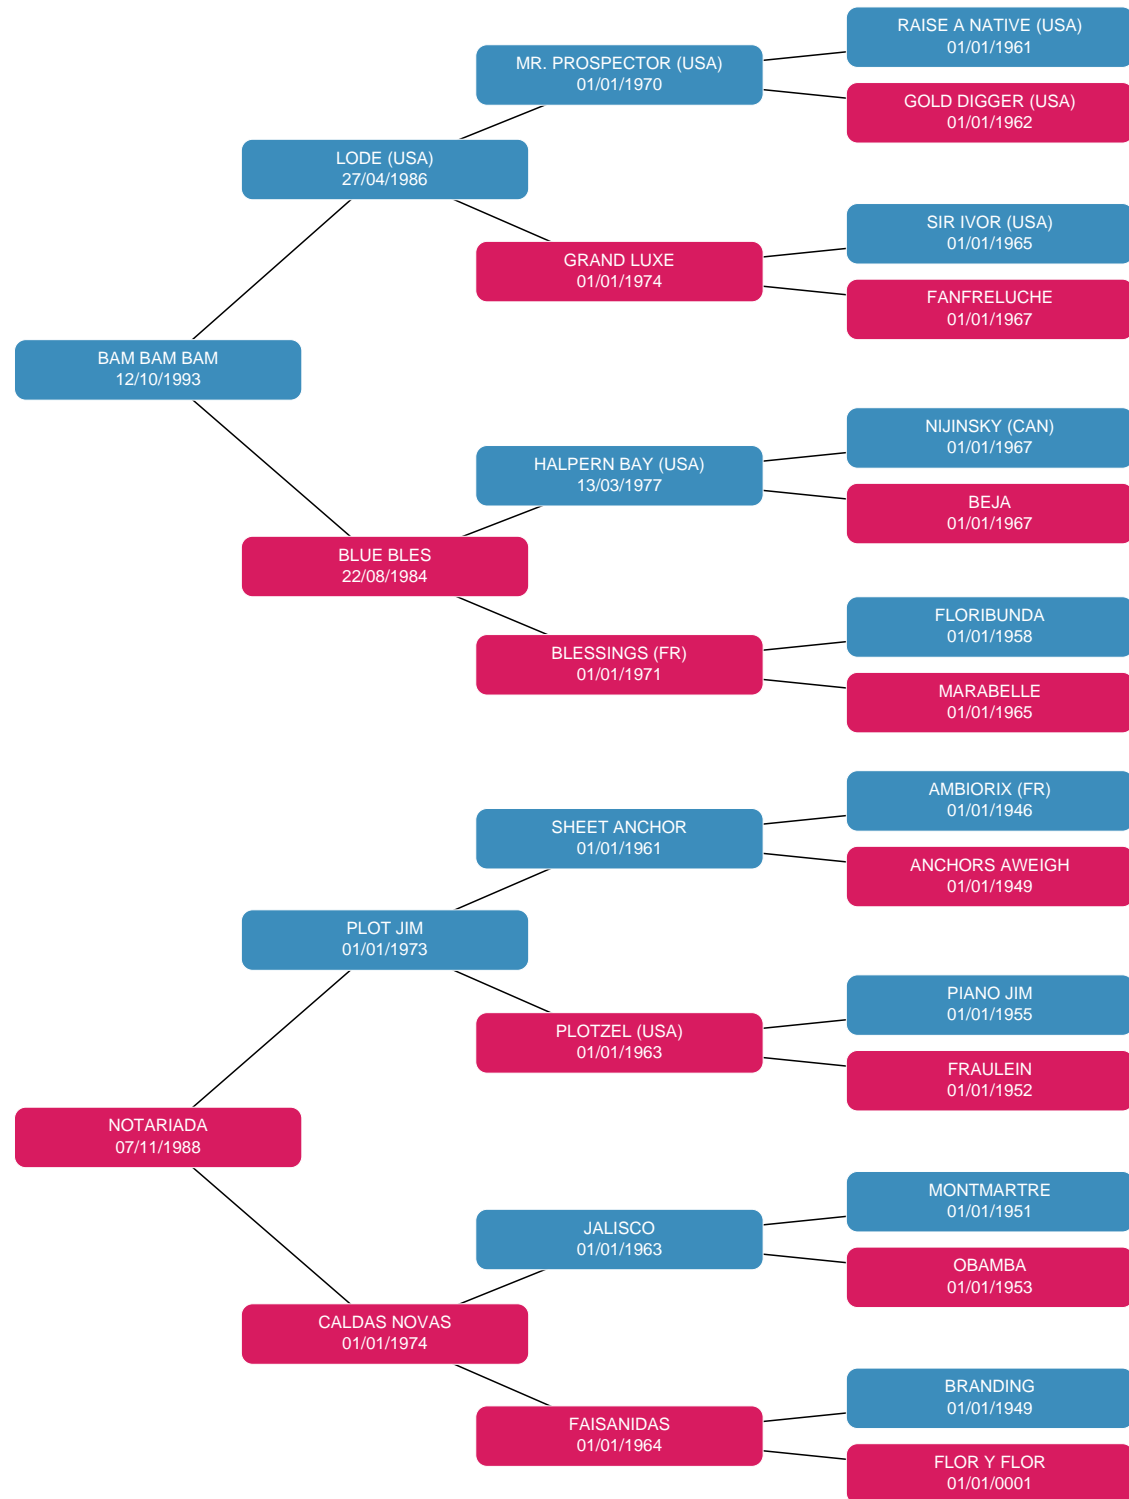 RAISE A NATIVE (USA)
01/01/1961
MR. PROSPECTOR (USA)
01/01/1970
GOLD DIGGER (USA)
01/01/1962
LODE (USA)
27/04/1986
SIR IVOR (USA)
01/01/1965
GRAND LUXE
01/01/1974
FANFRELUCHE
01/01/1967
BAM BAM BAM
12/10/1993
NIJINSKY (CAN)
01/01/1967
HALPERN BAY (USA)
13/03/1977
BEJA
01/01/1967
BLUE BLES
22/08/1984
FLORIBUNDA
01/01/1958
BLESSINGS (FR)
01/01/1971
MARABELLE
01/01/1965
AMBIORIX (FR)
01/01/1946
SHEET ANCHOR
01/01/1961
ANCHORS AWEIGH
01/01/1949
PLOT JIM
01/01/1973
PIANO JIM
01/01/1955
PLOTZEL (USA)
01/01/1963
FRAULEIN
01/01/1952
NOTARIADA
07/11/1988
MONTMARTRE
01/01/1951
JALISCO
01/01/1963
OBAMBA
01/01/1953
CALDAS NOVAS
01/01/1974
BRANDING
01/01/1949
FAISANIDAS
01/01/1964
FLOR Y FLOR
01/01/0001